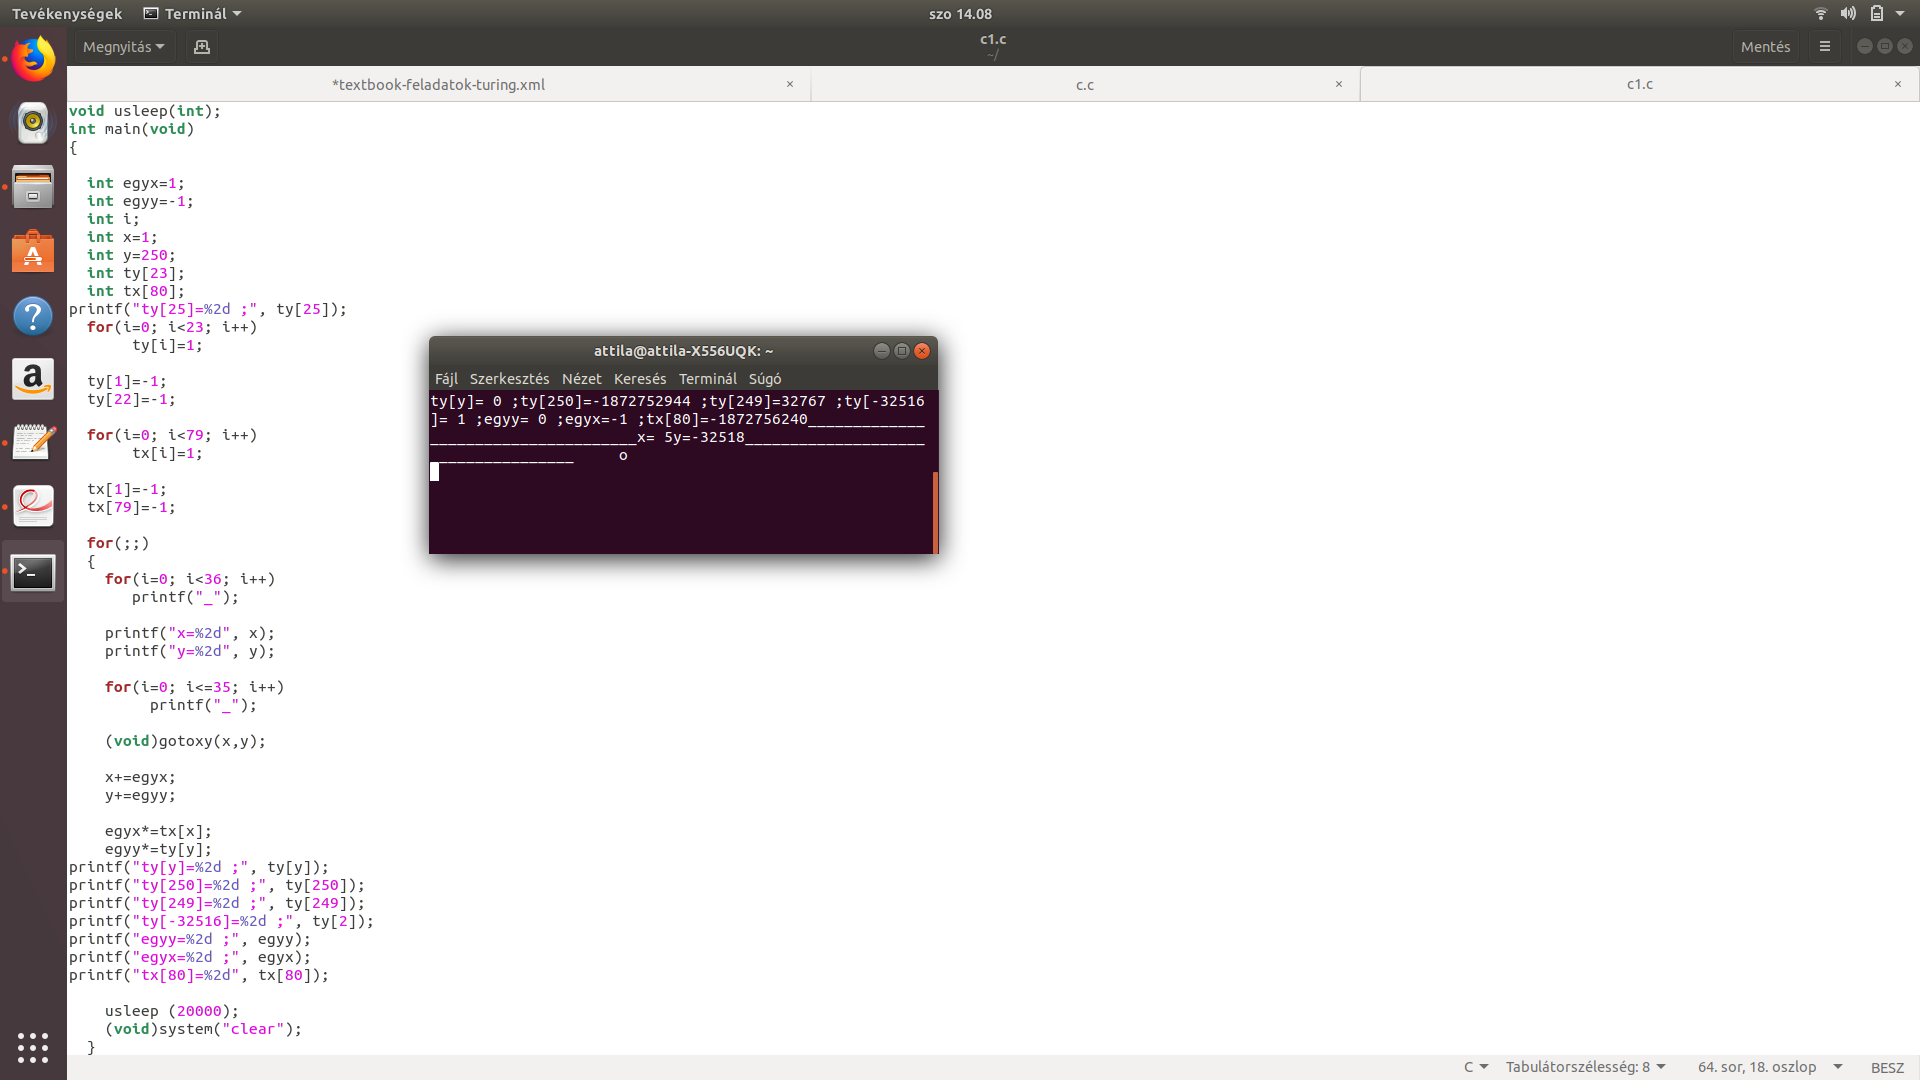 Tevékenységek Terminál szo 14.08
Megnyitás c1.c Mentés
~/
*textbook-feladatok-turing.xml × c.c × c1.c ×
void usleep(int);
int main(void)
{
int egyx=1;
int egyy=-1;
int i;
int x=1;
int y=250;
int ty[23];
int tx[80];
printf("ty[25]=%2d ;", ty[25]);
for(i=0; i<23; i++)
ty[i]=1;
ty[1]=-1;
ty[22]=-1;
for(i=0; i<79; i++)
tx[i]=1;
tx[1]=-1;
tx[79]=-1;
for(;;)
{
for(i=0; i<36; i++)
printf("_");
printf("x=%2d", x);
printf("y=%2d", y);
for(i=0; i<=35; i++)
printf("_");
(void)gotoxy(x,y);
x+=egyx;
y+=egyy;
egyx*=tx[x];
egyy*=ty[y];
printf("ty[y]=%2d ;", ty[y]);
printf("ty[250]=%2d ;", ty[250]);
printf("ty[249]=%2d ;", ty[249]);
printf("ty[-32516]=%2d ;", ty[2]);
printf("egyy=%2d ;", egyy);
printf("egyx=%2d ;", egyx);
printf("tx[80]=%2d", tx[80]);
usleep (20000);
(void)system("clear");
}
attila@attila-X556UQK: ~
Fájl Szerkesztés Nézet Keresés Terminál Súgó
ty[y]= 0 ;ty[250]=-1872752944 ;ty[249]=32767 ;ty[-32516
]= 1 ;egyy= 0 ;egyx=-1 ;tx[80]=-1872756240_____________
_______________________x= 5y=-32518____________________
________________ o
C Tabulátorszélesség: 8 64. sor, 18. oszlop BESZ